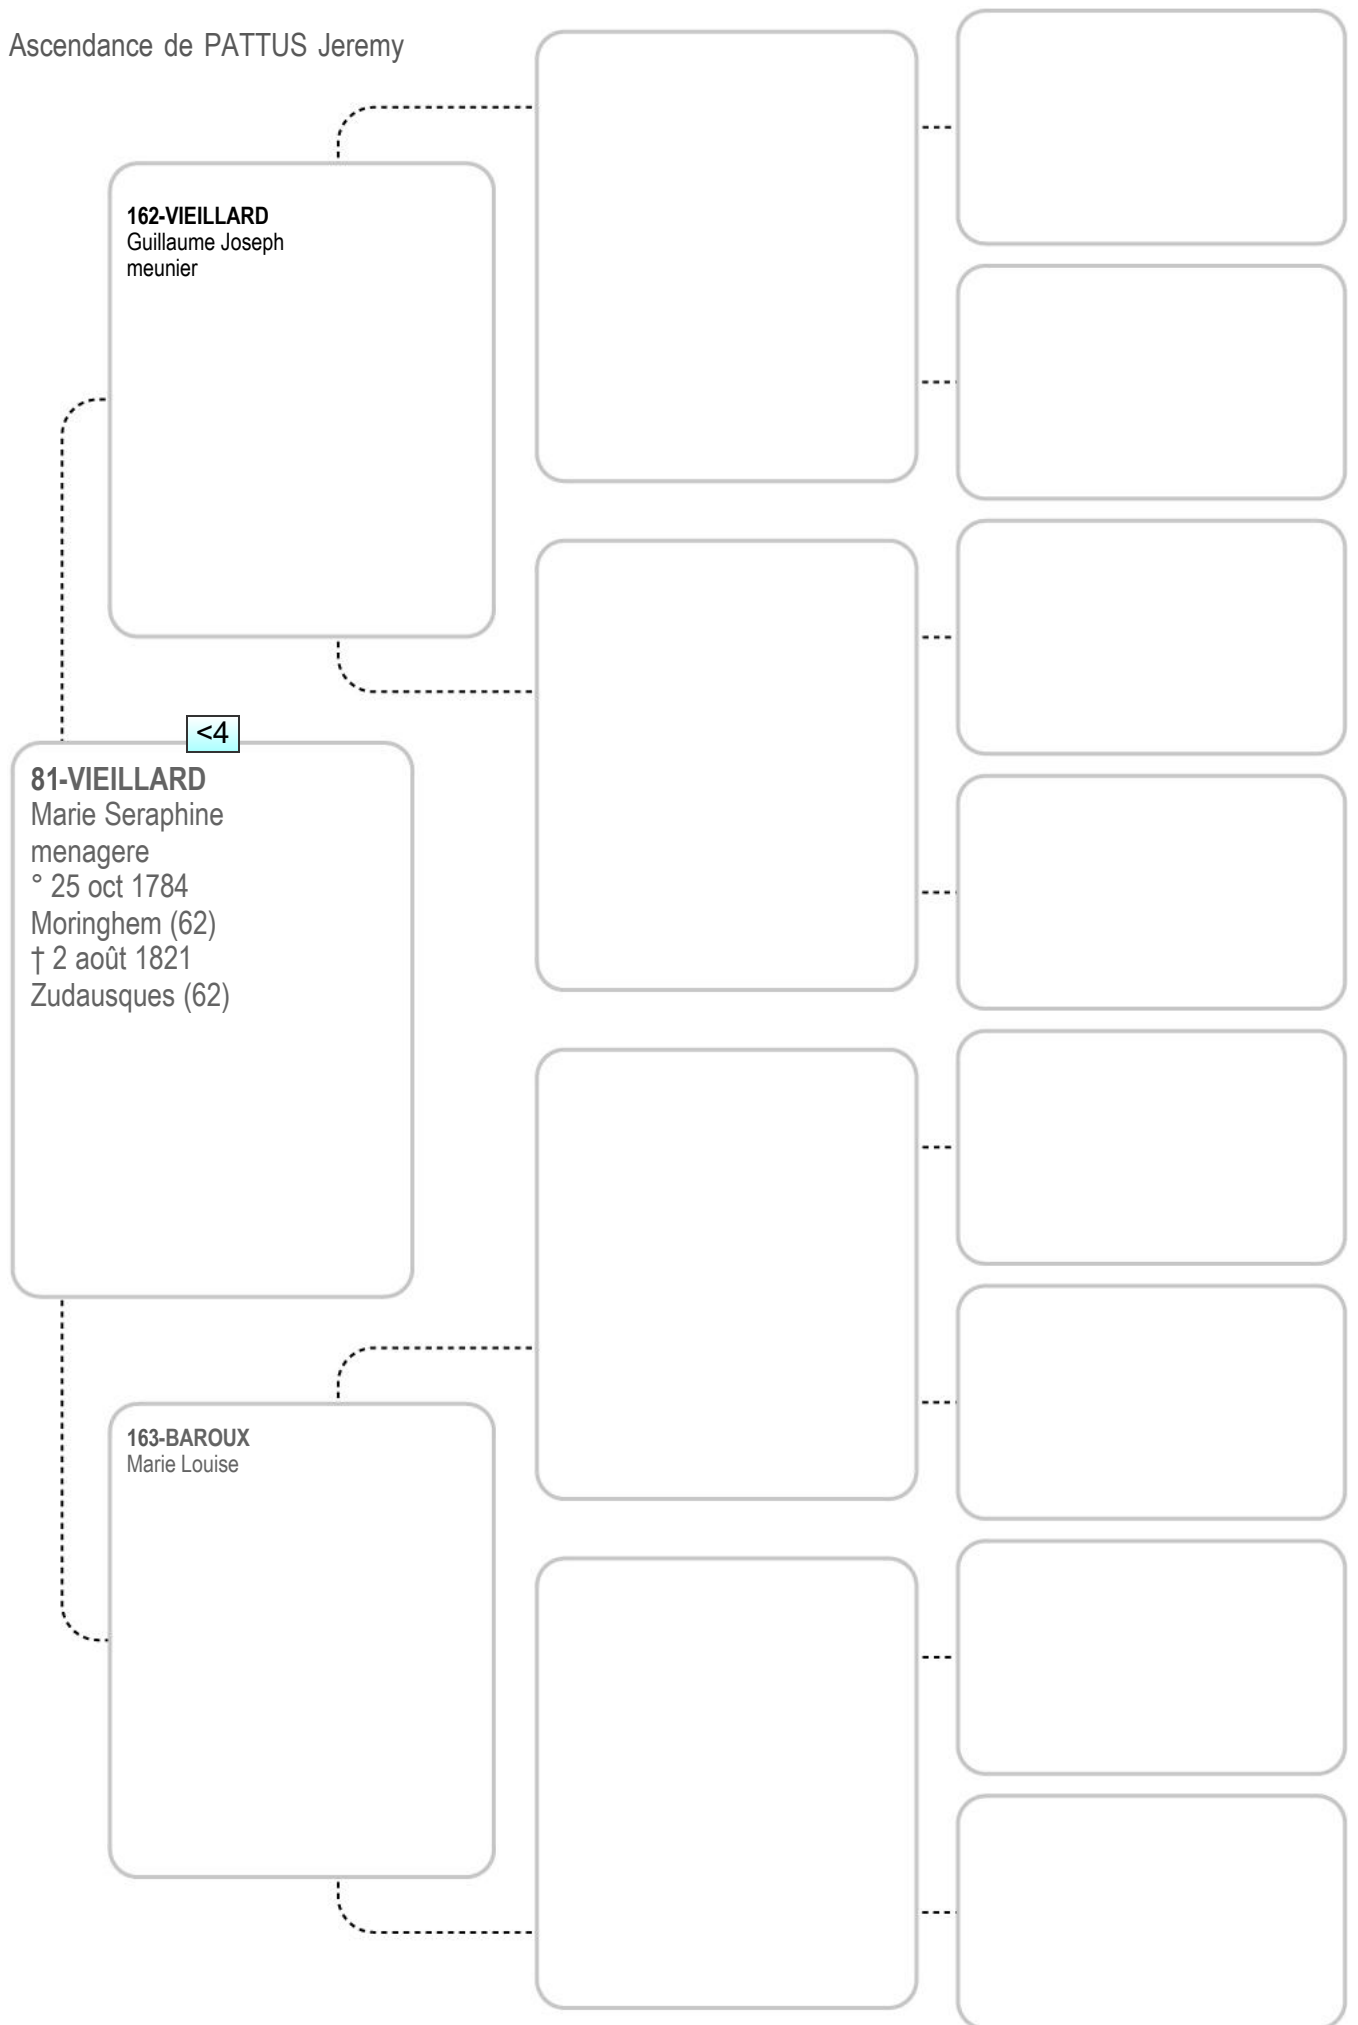 Ascendance de PATTUS Jeremy
162-VIEILLARD
Guillaume Joseph
meunier
<4
81-VIEILLARD
Marie Seraphine
menagere
° 25 oct 1784
Moringhem (62)
† 2 août 1821
Zudausques (62)
163-BAROUX
Marie Louise